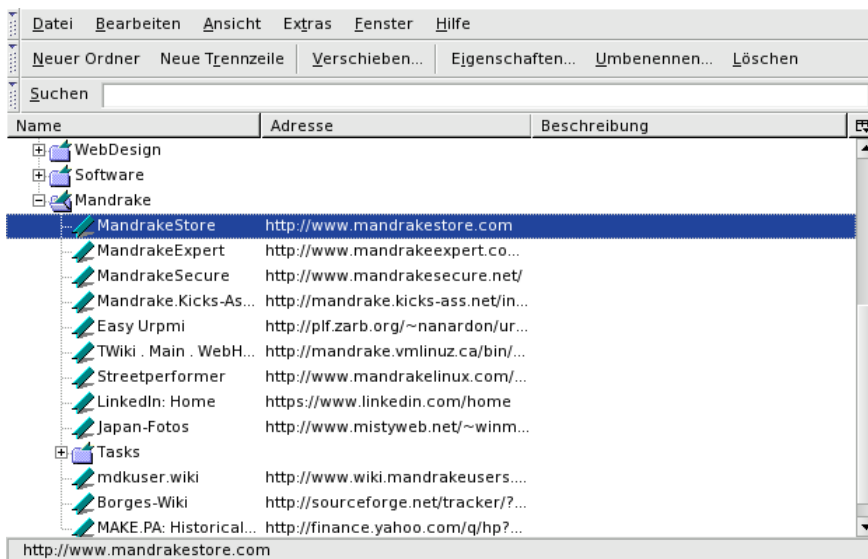 Datei Bearbeiten Ansicht Extras Fenster Hilfe
Neuer Ordner Neue Trennzeile Verschieben... Eigenschaften... Umbenennen... Löschen
Suchen
Name Adresse Beschreibung
WebDesign
Software
Mandrake
MandrakeStore http://www.mandrakestore.com
MandrakeExpert http://www.mandrakeexpert.co...
MandrakeSecure http://www.mandrakesecure.net/
Mandrake.Kicks-As... http://mandrake.kicks-ass.net/in...
Easy Urpmi http://plf.zarb.org/~nanardon/ur...
TWiki . Main . WebH... http://mandrake.vmlinuz.ca/bin/...
Streetperformer http://www.mandrakelinux.com/...
LinkedIn: Home https://www.linkedin.com/home
Japan-Fotos http://www.mistyweb.net/~winm...
Tasks
mdkuser.wiki http://www.wiki.mandrakeusers....
Borges-Wiki http://sourceforge.net/tracker/?...
MAKE.PA: Historical... http://finance.yahoo.com/q/hp?...
http://www.mandrakestore.com